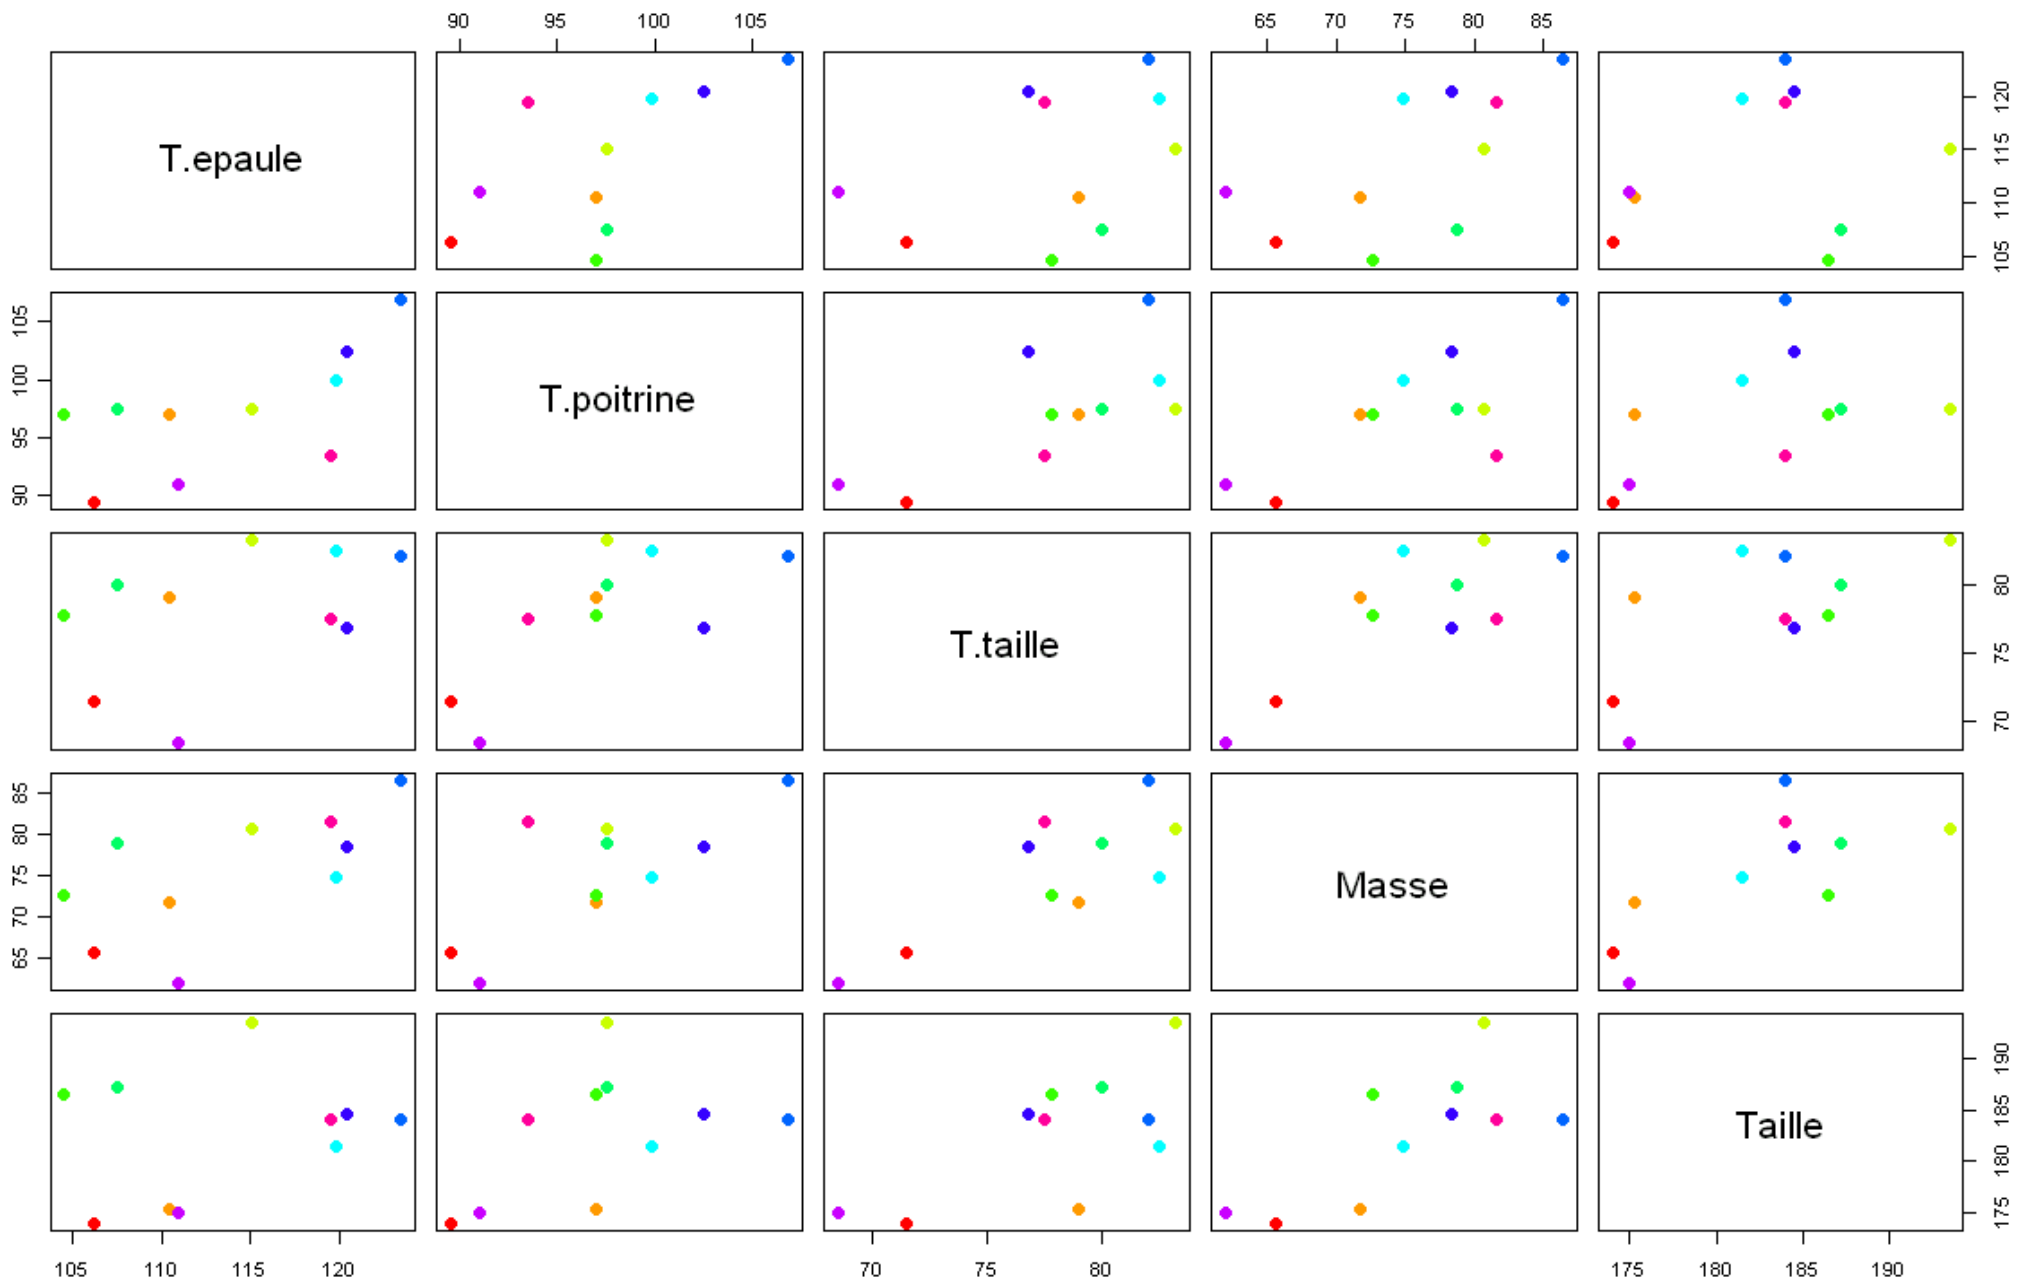 90 95 100 105 65 70 75 80 85
T.epaule
105 110 115 120
90 95 100 105
T.poitrine
T.taille
70 75 80
65 70 75 80 85
Masse
Taille
175 180 185 190
105 110 115 120 70 75 80 175 180 185 190